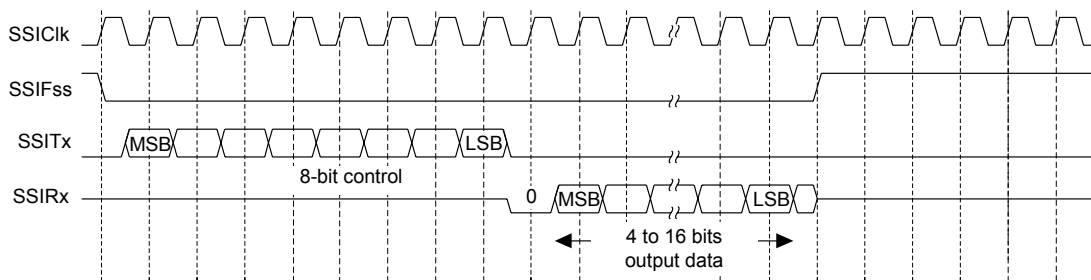 SSIClk
SSIFss
SSITx
MSB
LSB
8-bit control
SSIRx
0
MSB
LSB
4 to 16 bits
output data